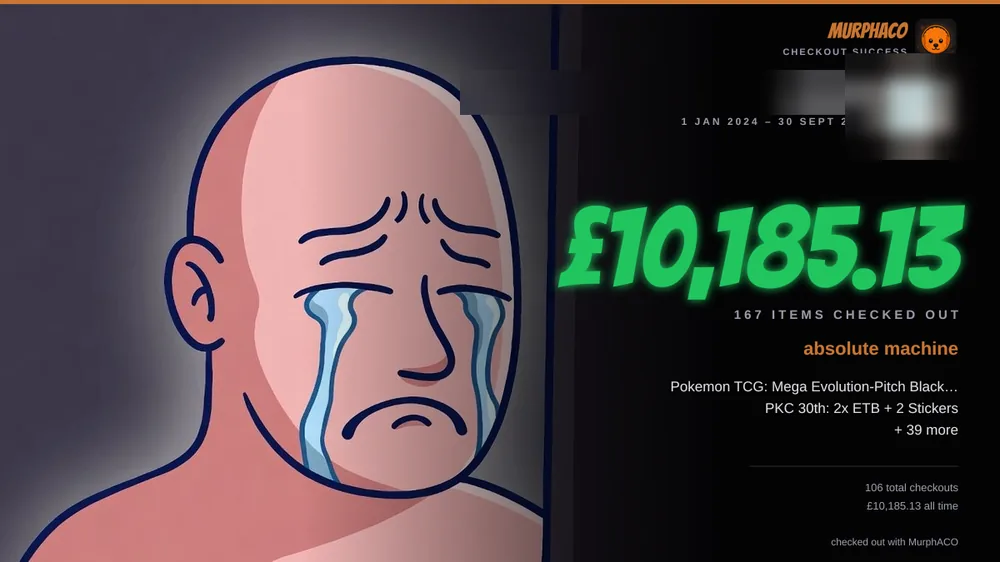 MURPHACO
CHECKOUT SUCCESS
1 JAN 2024 – 30 SEPT
£10,185.13
167 ITEMS CHECKED OUT
absolute machine
Pokemon TCG: Mega Evolution-Pitch Black…
PKC 30th: 2x ETB + 2 Stickers
+ 39 more
106 total checkouts
£10,185.13 all time
checked out with MurphACO